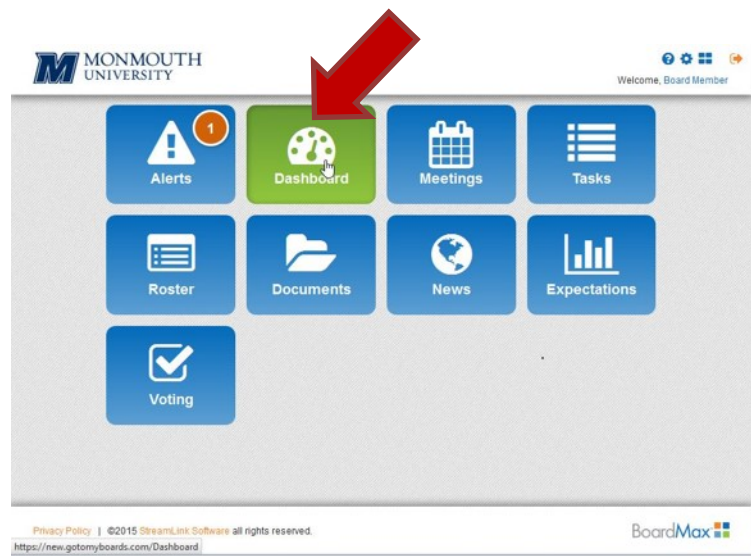 MONMOUTH
UNIVERSITY
Welcome, Board Member
1
Alerts
Dashboard
Meetings
Tasks
Roster
Documents
News
Expectations
Voting
Privacy Policy | ©2015 StreamLink Software all rights reserved.
BoardMax
https://new.gotomyboards.com/Dashboard